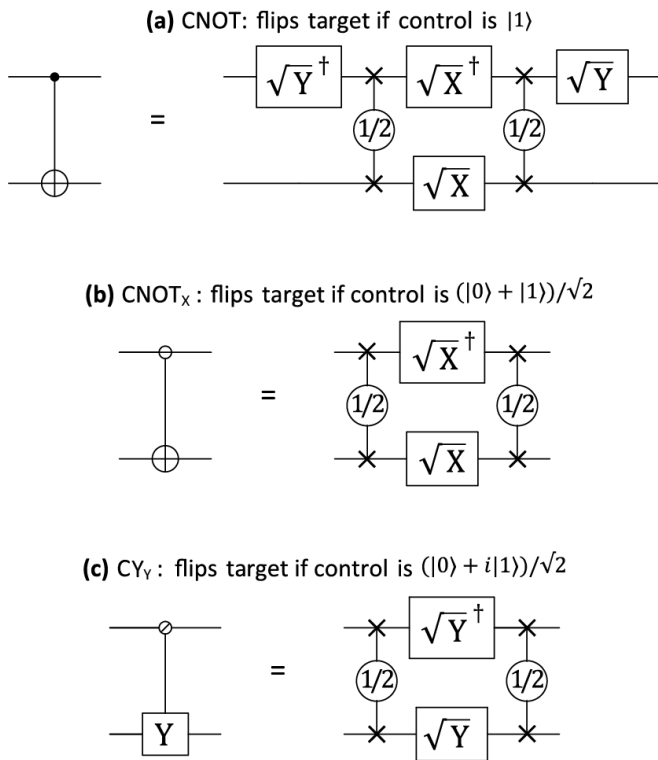 (a) CNOT: flips target if control is |1⟩
√Y † √X † √Y
= 1/2 1/2
√X
(b) CNOTX : flips target if control is (|0⟩ + |1⟩)/√2
√X †
= 1/2 1/2
√X
(c) CYY : flips target if control is (|0⟩ + i|1⟩)/√2
√Y †
= 1/2 1/2
Y √Y